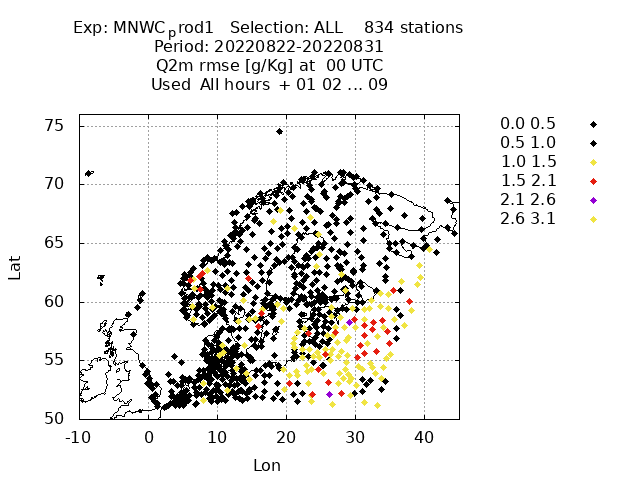 Exp: MNWCprod1 Selection: ALL 834 stations
Period: 20220822-20220831
Q2m rmse [g/Kg] at 00 UTC
Used All hours + 01 02 ... 09
0.0 0.5
0.5 1.0
1.0 1.5
1.5 2.1
2.1 2.6
2.6 3.1
75
70
65
60
55
50
Lat
-10 0 10 20 30 40
Lon